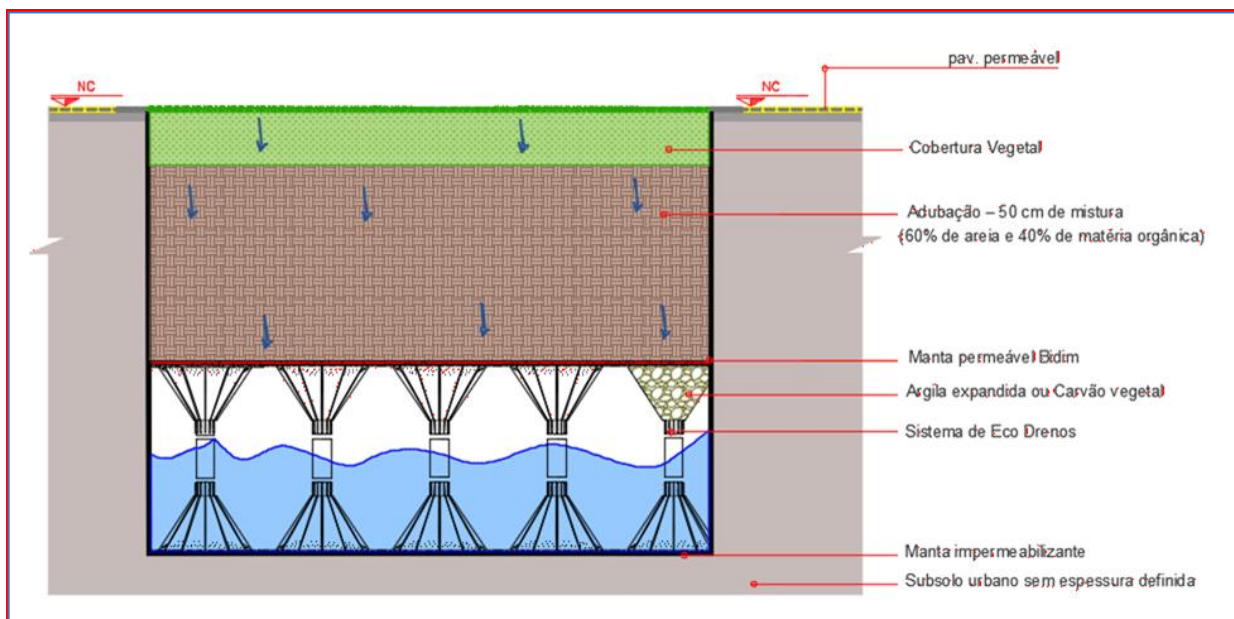 pav. permeável
NC
NC
Cobertura Vegetal
Adubação – 50 cm de mistura
(60% de areia e 40% de matéria orgânica)
Manta permeável Bidim
Argila expandida ou Carvão vegetal
Sistema de Eco Drenos
Manta impermeabilizante
Subsolo urbano sem espessura definida